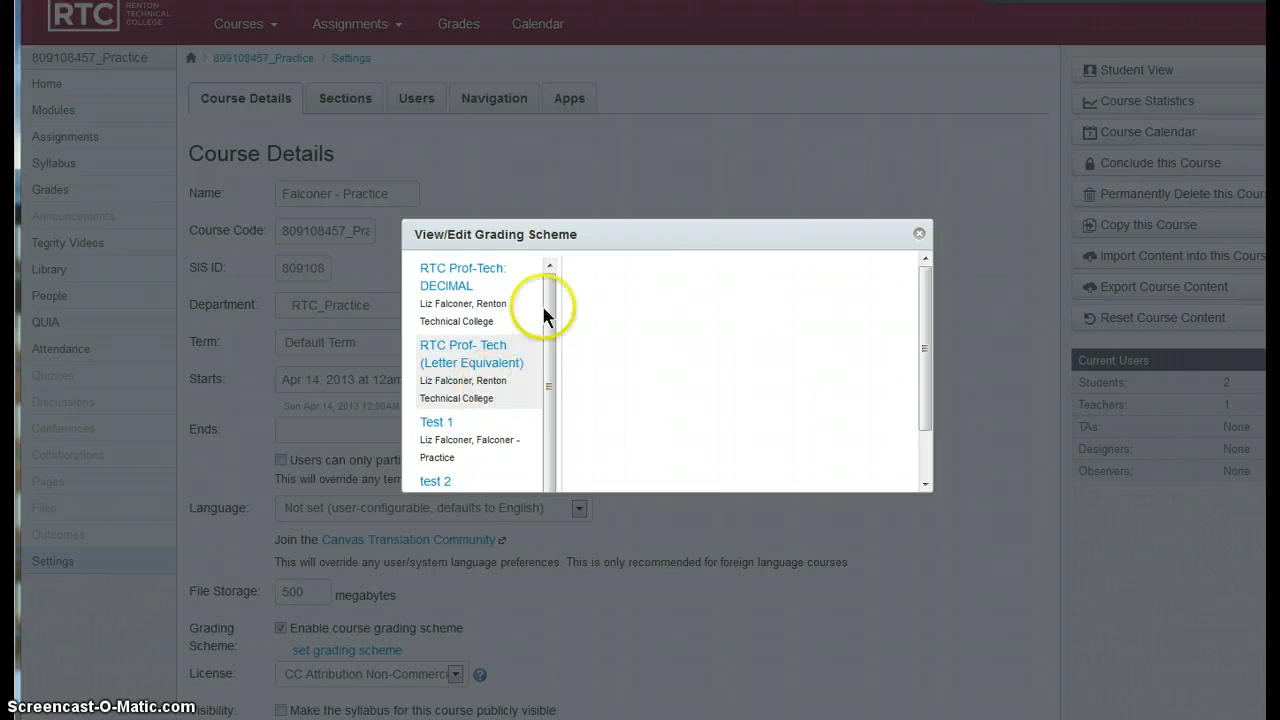 RTC RENTON
TECHNICAL
COLLEGE
Courses
Assignments
Grades
Calendar
809108457_Practice
809108457_Practice
Settings
Home
Modules
Assignments
Syllabus
Grades
Announcements
Tegrity Videos
Library
People
QUIA
Attendance
Quizzes
Discussions
Conferences
Collaborations
Pages
Files
Outcomes
Settings
Course Details
Sections
Users
Navigation
Apps
Course Details
Name: Falconer - Practice
Course Code: 809108457_Pra
SIS ID: 809108
Department: RTC_Practice
Term: Default Term
Starts: Apr 14, 2013 at 12am
Sun Apr 14, 2013 12:00AM
Ends:
Users can only parti
This will override any ter
Language: Not set (user-configurable, defaults to English)
Join the Canvas Translation Community
This will override any user/system language preferences. This is only recommended for foreign language courses
File Storage: 500 megabytes
Grading
Scheme:
Enable course grading scheme
set grading scheme
License: CC Attribution Non-Commerci
Visibility: Make the syllabus for this course publicly visible
View/Edit Grading Scheme
RTC Prof-Tech:
DECIMAL
Liz Falconer, Renton
Technical College
RTC Prof- Tech
(Letter Equivalent)
Liz Falconer, Renton
Technical College
Test 1
Liz Falconer, Falconer -
Practice
test 2
Student View
Course Statistics
Course Calendar
Conclude this Course
Permanently Delete this Cour
Copy this Course
Import Content into this Cours
Export Course Content
Reset Course Content
Current Users
Students: 2
Teachers: 1
TAs: None
Designers: None
Observers: None
Screencast-O-Matic.com